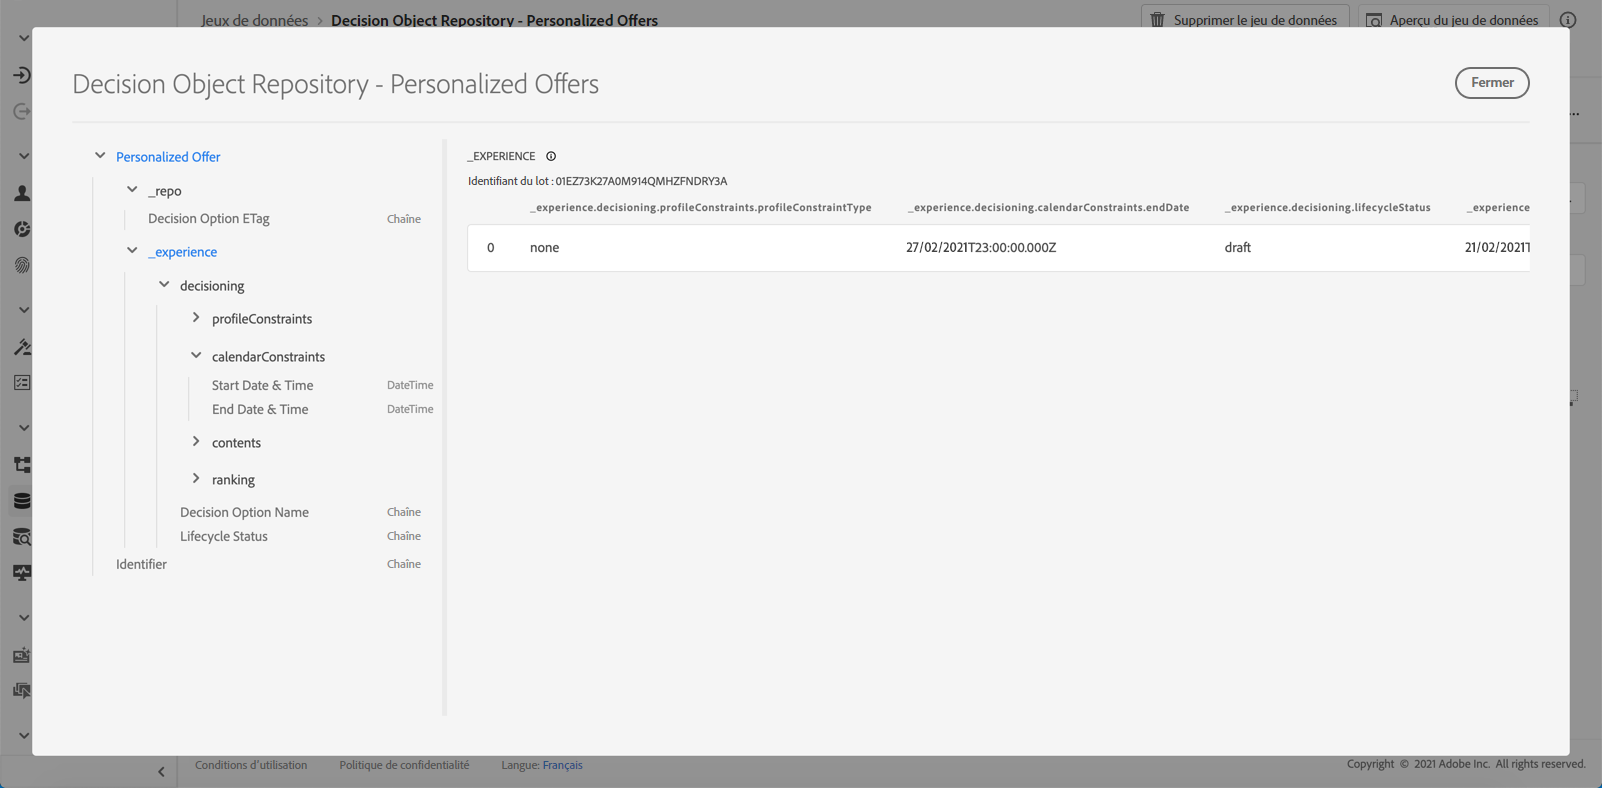 Jeux de données > Decision Object Repository - Personalized Offers
Supprimer le jeu de données
Aperçu du jeu de données
Decision Object Repository - Personalized Offers
Fermer
Personalized Offer
_repo
Decision Option ETag Chaîne
_experience
decisioning
profileConstraints
calendarConstraints
Start Date & Time DateTime
End Date & Time DateTime
contents
ranking
Decision Option Name Chaîne
Lifecycle Status Chaîne
Identifier Chaîne
_EXPERIENCE
Identifiant du lot : 01EZ73K27A0M914QMHZFNDRY3A
_experience.decisioning.profileConstraints.profileConstraintType _experience.decisioning.calendarConstraints.endDate _experience.decisioning.lifecycleStatus _experience
0 none 27/02/2021T23:00:00.000Z draft 21/02/2021T
Conditions d'utilisation Politique de confidentialité Langue: Français
Copyright © 2021 Adobe Inc. All rights reserved.